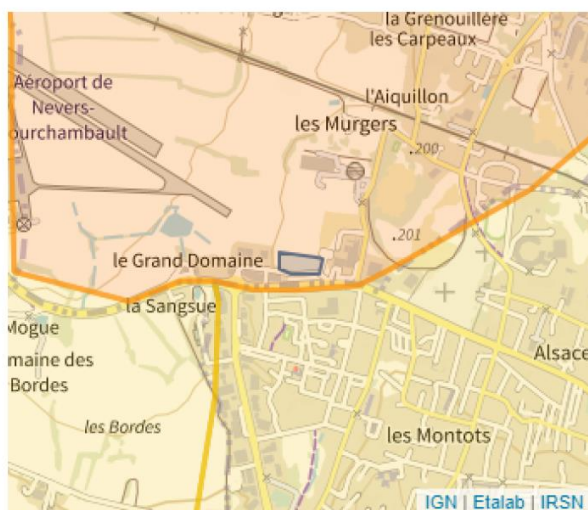 la Grenouillère
les Carpeaux
Aéroport de
Nevers-
ourchambault
l'Aiquillon
les Murgers
.200
.201
le Grand Domaine
la Sangsue
Mogue
maine des
Bordes
les Bordes
Alsace
les Montots
IGN | Etalab | IRSN